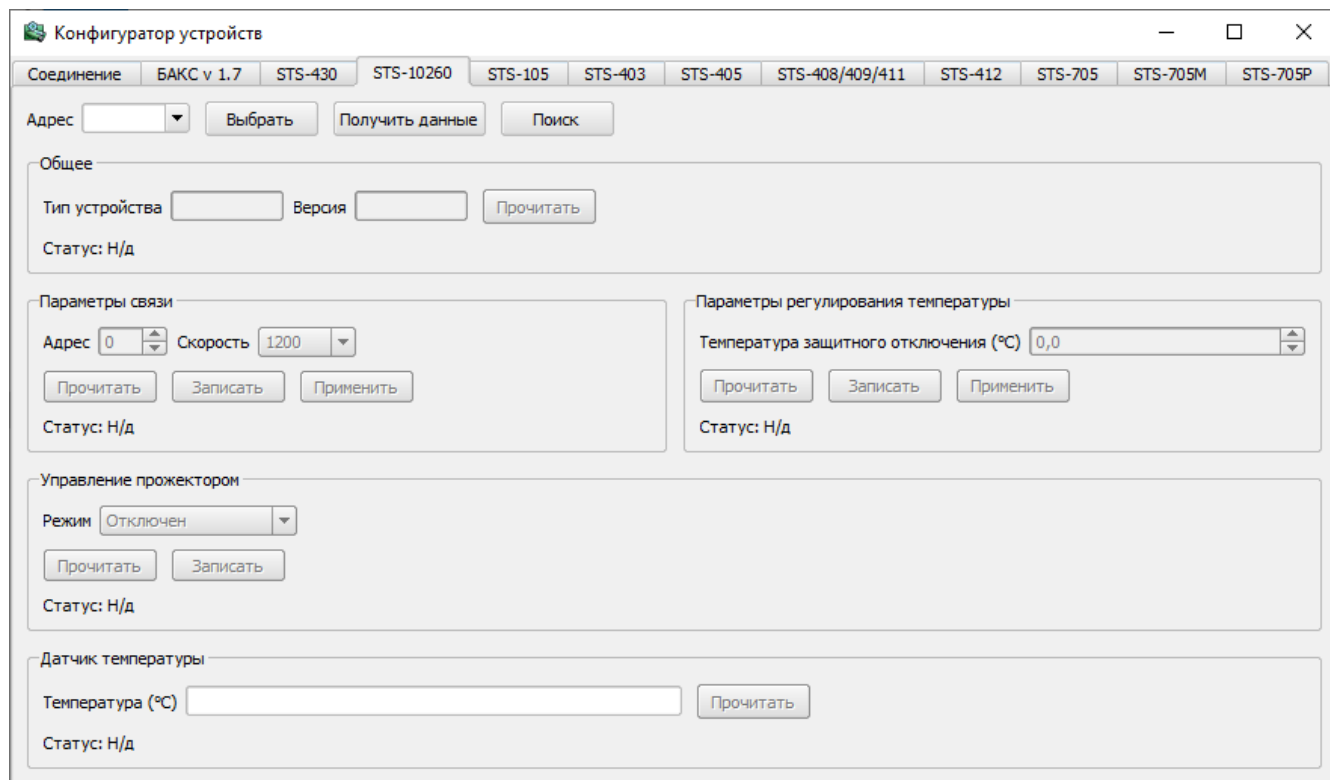 Конфигуратор устройств
Соединение БАКС v 1.7 STS-430 STS-10260 STS-105 STS-403 STS-405 STS-408/409/411 STS-412 STS-705 STS-705M STS-705P
Адрес Выбрать Получить данные Поиск
Общее
Тип устройства Версия Прочитать
Статус: Н/д
Параметры связи Параметры регулирования температуры
Адрес 0 Скорость 1200 Температура защитного отключения (°C) 0,0
Прочитать Записать Применить Прочитать Записать Применить
Статус: Н/д Статус: Н/д
Управление прожектором
Режим Отключен
Прочитать Записать
Статус: Н/д
Датчик температуры
Температура (°C) Прочитать
Статус: Н/д